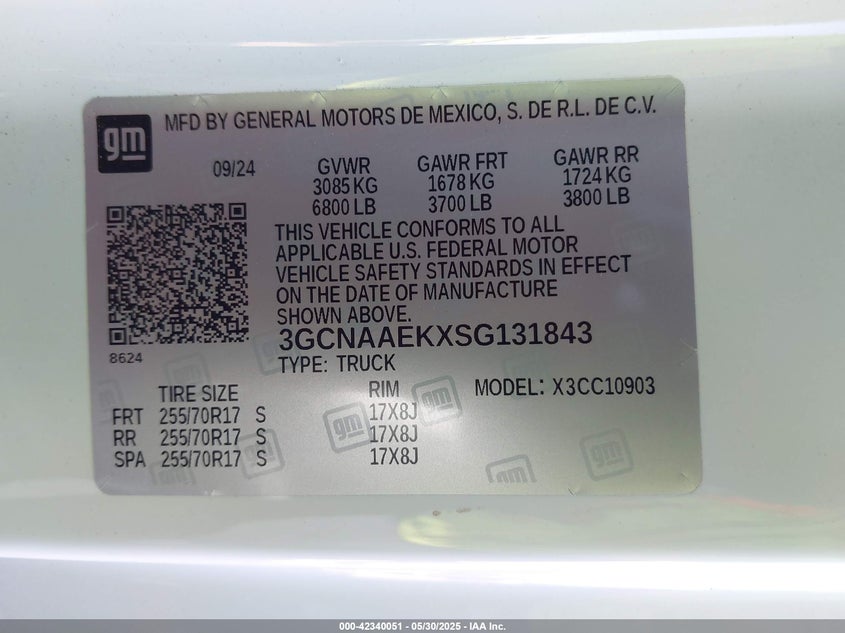 gm MFD BY GENERAL MOTORS DE MEXICO, S. DE R.L. DE C.V.
09/24 GVWR GAWR FRT GAWR RR
3085 KG 1678 KG 1724 KG
6800 LB 3700 LB 3800 LB
THIS VEHICLE CONFORMS TO ALL
APPLICABLE U.S. FEDERAL MOTOR
VEHICLE SAFETY STANDARDS IN EFFECT
ON THE DATE OF MANUFACTURE
SHOWN ABOVE.
3GCNAAEKXSG131843
8624 TYPE: TRUCK
TIRE SIZE RIM MODEL: X3CC10903
FRT 255/70R17 S 17X8J
RR 255/70R17 S 17X8J
SPA 255/70R17 S 17X8J
gm
gm
gm
gm
000-42340051 - 05/30/2025 - IAA Inc.